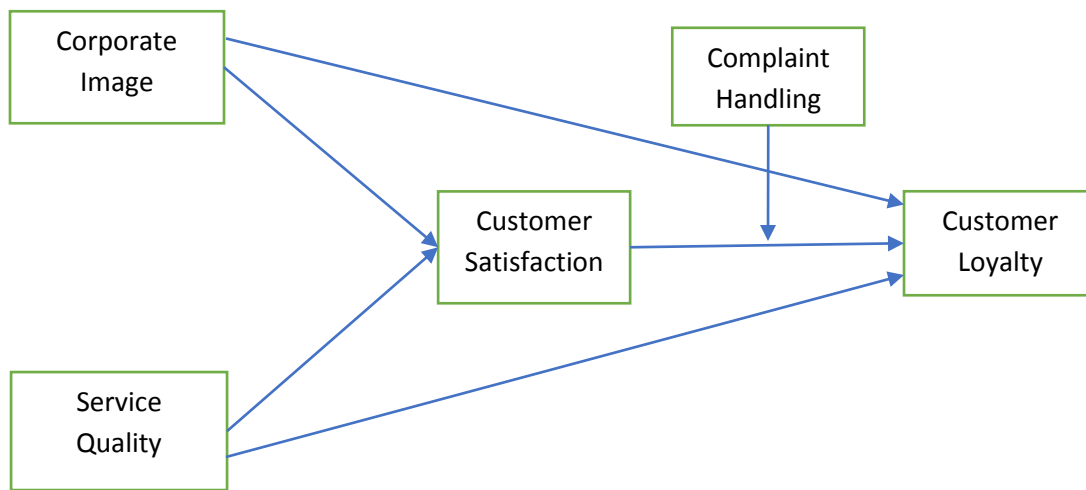 Corporate
Image
Complaint
Handling
Customer
Satisfaction
Customer
Loyalty
Service
Quality